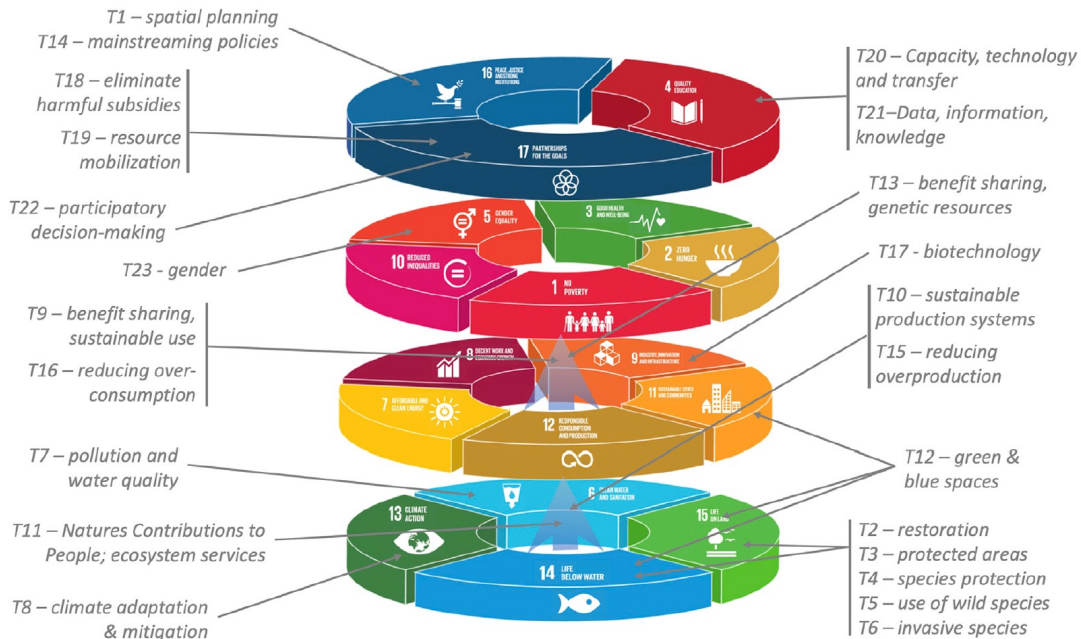 T1 – spatial planning
T14 – mainstreaming policies
T18 – eliminate
harmful subsidies
T19 – resource
mobilization
T22 – participatory
decision-making
T23 - gender
T9 – benefit sharing,
sustainable use
T16 – reducing over-
consumption
T7 – pollution and
water quality
T11 – Natures Contributions to
People; ecosystem services
T8 – climate adaptation
& mitigation
16 PEACE, JUSTICE
AND STRONG
INSTITUTIONS
4 QUALITY
EDUCATION
17 PARTNERSHIPS
FOR THE GOALS
5 GENDER
EQUALITY
3 GOOD HEALTH
AND WELL-BEING
10 REDUCED
INEQUALITIES
2 ZERO
HUNGER
1 NO
POVERTY
8 DECENT WORK AND
ECONOMIC GROWTH
9 INDUSTRY, INNOVATION
AND INFRASTRUCTURE
7 AFFORDABLE AND
CLEAN ENERGY
11 SUSTAINABLE CITIES
AND COMMUNITIES
12 RESPONSIBLE
CONSUMPTION
AND PRODUCTION
6 CLEAN WATER
AND SANITATION
13 CLIMATE
ACTION
15 LIFE
ON LAND
14 LIFE
BELOW WATER
T20 – Capacity, technology
and transfer
T21–Data, information,
knowledge
T13 – benefit sharing,
genetic resources
T17 - biotechnology
T10 – sustainable
production systems
T15 – reducing
overproduction
T12 – green &
blue spaces
T2 – restoration
T3 – protected areas
T4 – species protection
T5 – use of wild species
T6 – invasive species